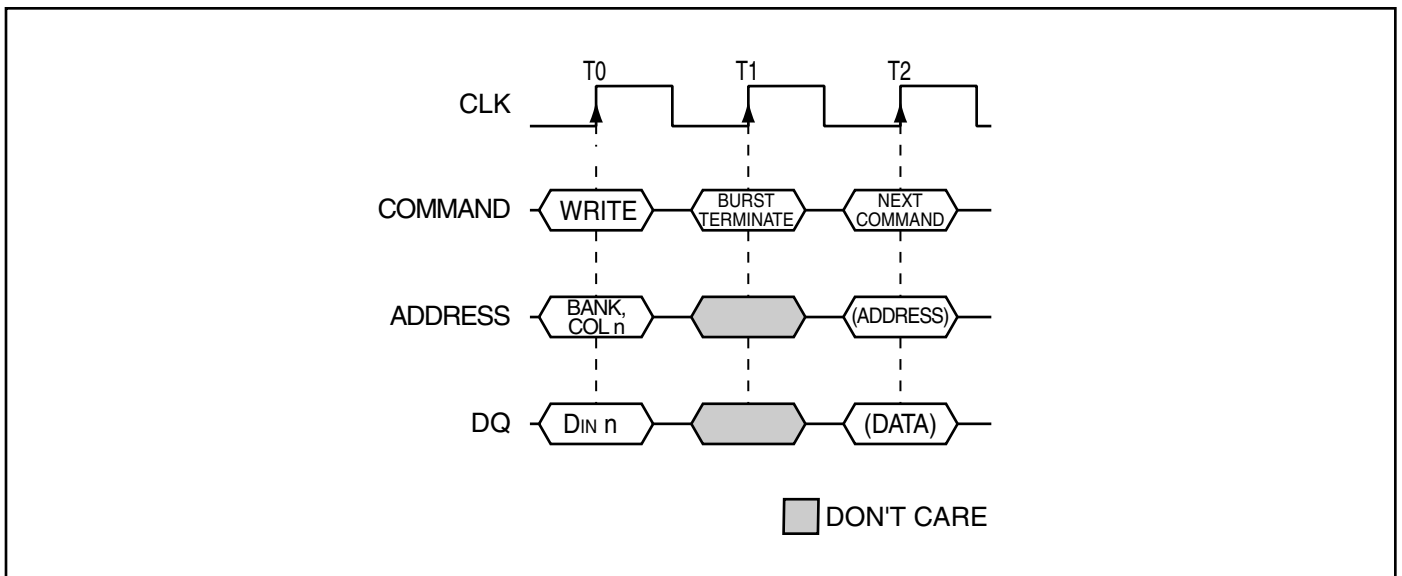 T0 T1 T2
CLK
COMMAND WRITE BURST TERMINATE NEXT COMMAND
ADDRESS BANK, COL n (ADDRESS)
DQ DIN n (DATA)
DON'T CARE